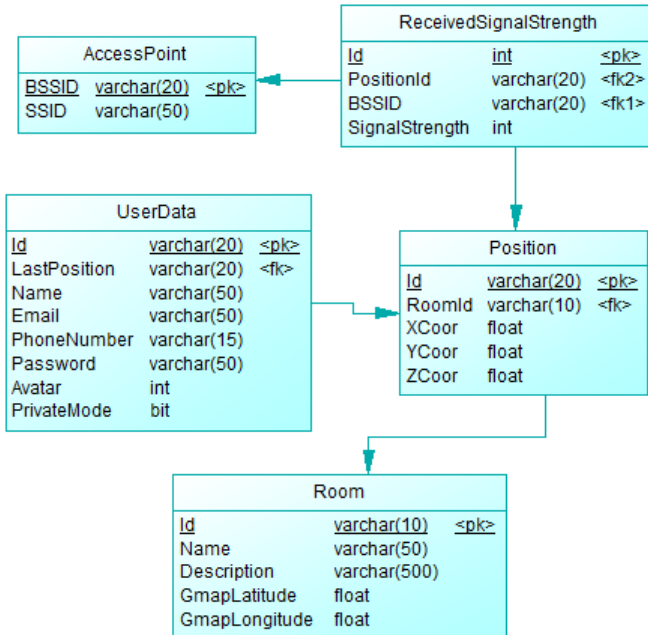 AccessPoint
BSSID varchar(20) <pk>
SSID varchar(50)
ReceivedSignalStrength
Id int <pk>
PositionId varchar(20) <fk2>
BSSID varchar(20) <fk1>
SignalStrength int
UserData
Id varchar(20) <pk>
LastPosition varchar(20) <fk>
Name varchar(50)
Email varchar(50)
PhoneNumber varchar(15)
Password varchar(50)
Avatar int
PrivateMode bit
Position
Id varchar(20) <pk>
RoomId varchar(10) <fk>
XCoor float
YCoor float
ZCoor float
Room
Id varchar(10) <pk>
Name varchar(50)
Description varchar(500)
GmapLatitude float
GmapLongitude float